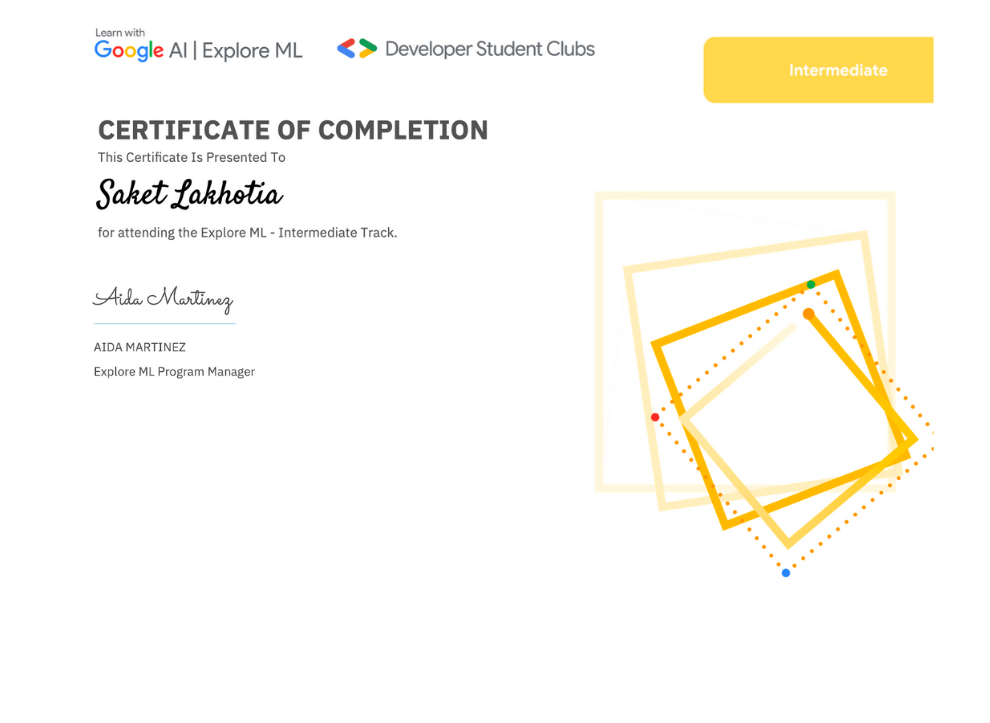 Learn with
Google AI | Explore ML
Developer Student Clubs
Intermediate
CERTIFICATE OF COMPLETION
This Certificate Is Presented To
Saket Lakhotia
for attending the Explore ML - Intermediate Track.
Aida Martinez
AIDA MARTINEZ
Explore ML Program Manager